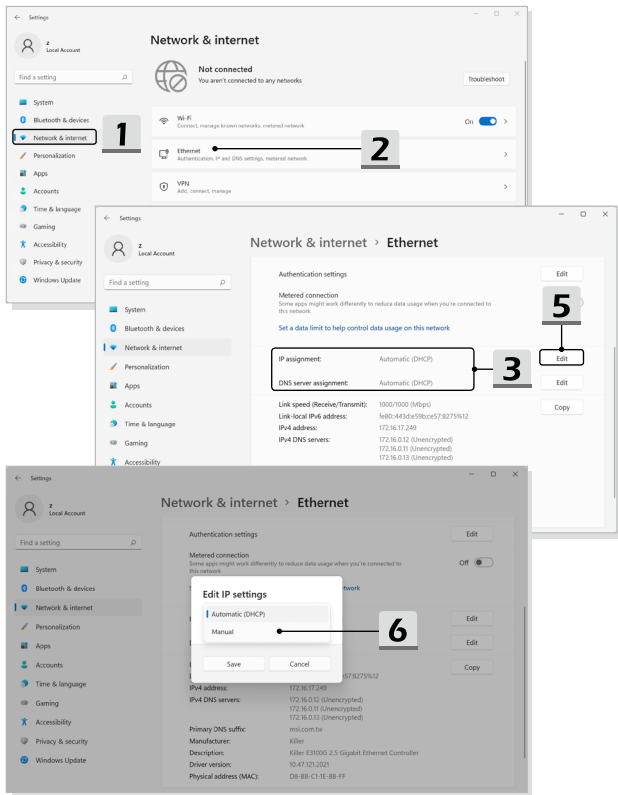 Settings
z
Local Account
Find a setting
System
Bluetooth & devices
Network & internet
Personalization
Apps
Accounts
Time & language
Gaming
Accessibility
Privacy & security
Windows Update
1
Network & internet
Not connected
You aren't connected to any networks
Troubleshoot
Wi-Fi
Connect, manage known networks, metered network
On
Ethernet
Authentication, IP and DNS settings, metered network
2
VPN
Add, connect, manage
Settings
z
Local Account
Find a setting
System
Bluetooth & devices
Network & internet
Personalization
Apps
Accounts
Time & language
Gaming
Accessibility
Network & internet > Ethernet
Authentication settings Edit
Metered connection
Some apps might work differently to reduce data usage when you're connected to
this network
Set a data limit to help control data usage on this network
5
IP assignment: Automatic (DHCP) Edit
3
DNS server assignment: Automatic (DHCP) Edit
Link speed (Receive/Transmit): 1000/1000 (Mbps) Copy
Link-local IPv6 address: fe80::443d:e59b:ce57:8275%12
IPv4 address: 172.16.17.249
IPv4 DNS servers: 172.16.0.12 (Unencrypted)
172.16.0.11 (Unencrypted)
172.16.0.13 (Unencrypted)
Settings
z
Local Account
Find a setting
System
Bluetooth & devices
Network & internet
Personalization
Apps
Accounts
Time & language
Gaming
Accessibility
Privacy & security
Windows Update
Network & internet > Ethernet
Authentication settings Edit
Metered connection
Some apps might work differently to reduce data usage when you're connected to
this network
Off
Edit IP settings
Automatic (DHCP)
Manual
6
Save Cancel
Edit
Edit
Copy
IPv4 address: 172.16.17.249
IPv4 DNS servers: 172.16.0.12 (Unencrypted)
172.16.0.11 (Unencrypted)
172.16.0.13 (Unencrypted)
Primary DNS suffix: msi.com.tw
Manufacturer: Killer
Description: Killer E3100G 2.5 Gigabit Ethernet Controller
Driver version: 10.47.121.2021
Physical address (MAC): D8-BB-C1-1E-8B-FF